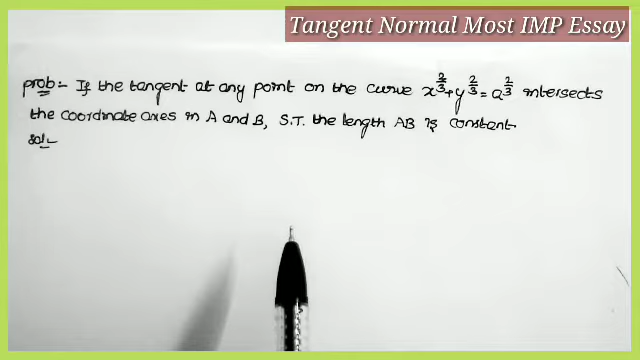 Tangent Normal Most IMP Essay
prob:- If the tangent at any point on the curve x^{2/3}+y^{2/3}=a^{2/3} intersects
the coordinate axes in A and B, S.T. the length AB is constant.
Sol:-